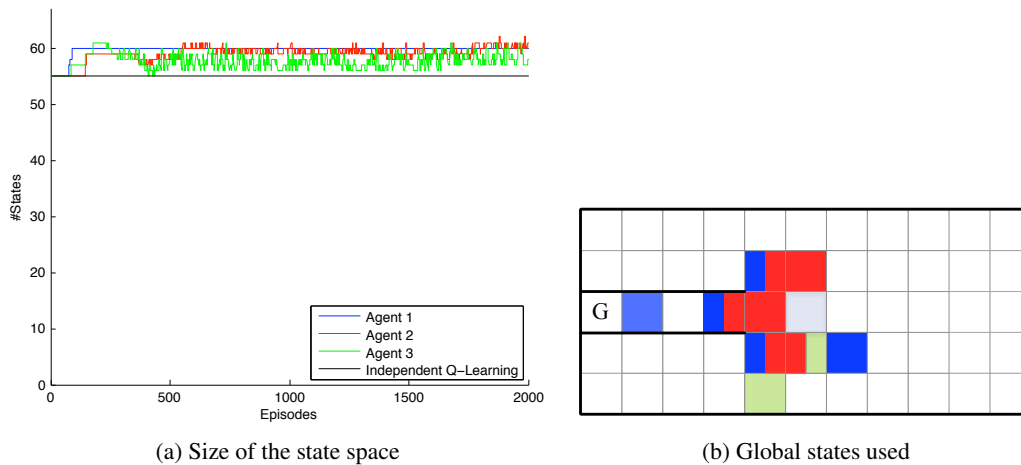 60
50
40
30
20
10
0
#States
0
500
1000
1500
2000
Episodes
Agent 1
Agent 2
Agent 3
Independent Q−Learning
G
(a) Size of the state space
(b) Global states used